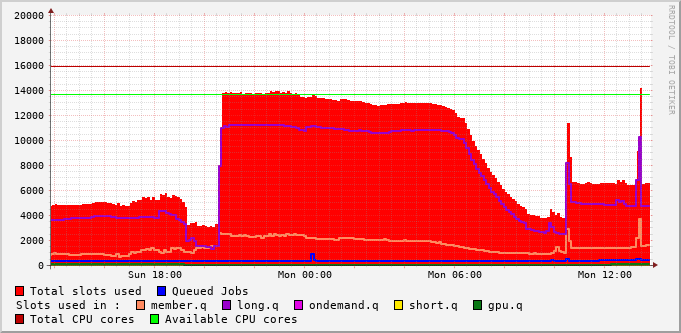 20000
18000
16000
14000
12000
10000
8000
6000
4000
2000
0
Sun 18:00 Mon 00:00 Mon 06:00 Mon 12:00
Total slots used Queued Jobs
Slots used in : member.q long.q ondemand.q short.q gpu.q
Total CPU cores Available CPU cores
RRDTOOL / TOBI OETIKER